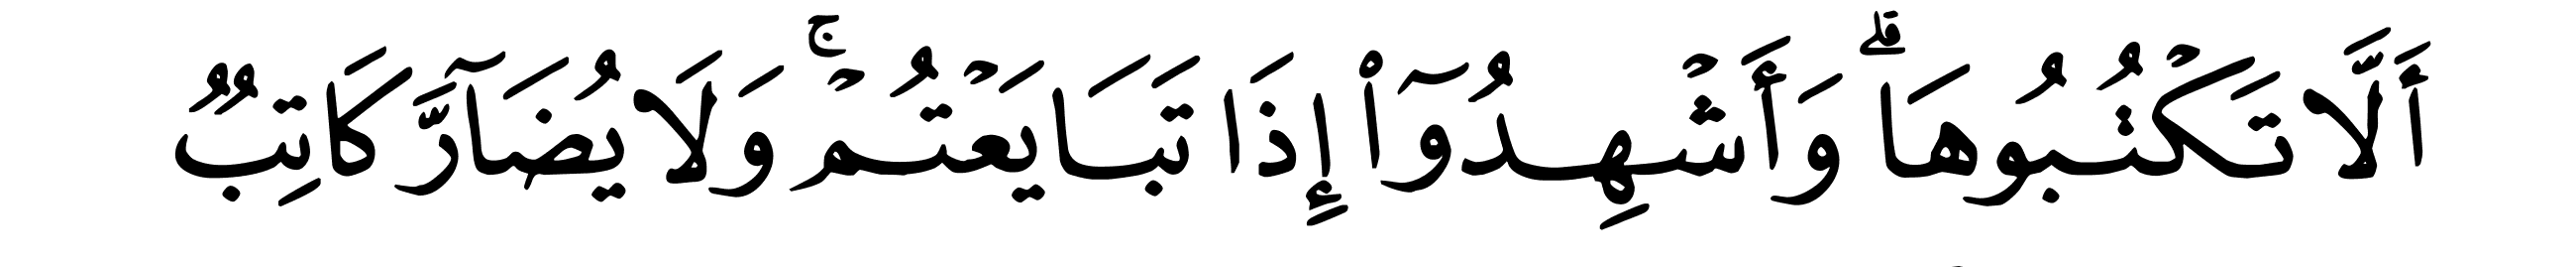 أَلَّا تَكۡتُبُوهَاۗ وَأَشۡهِدُوٓاْ إِذَا تَبَايَعۡتُمۡۚ وَلَا يُضَآرَّ كَاتِبٞ